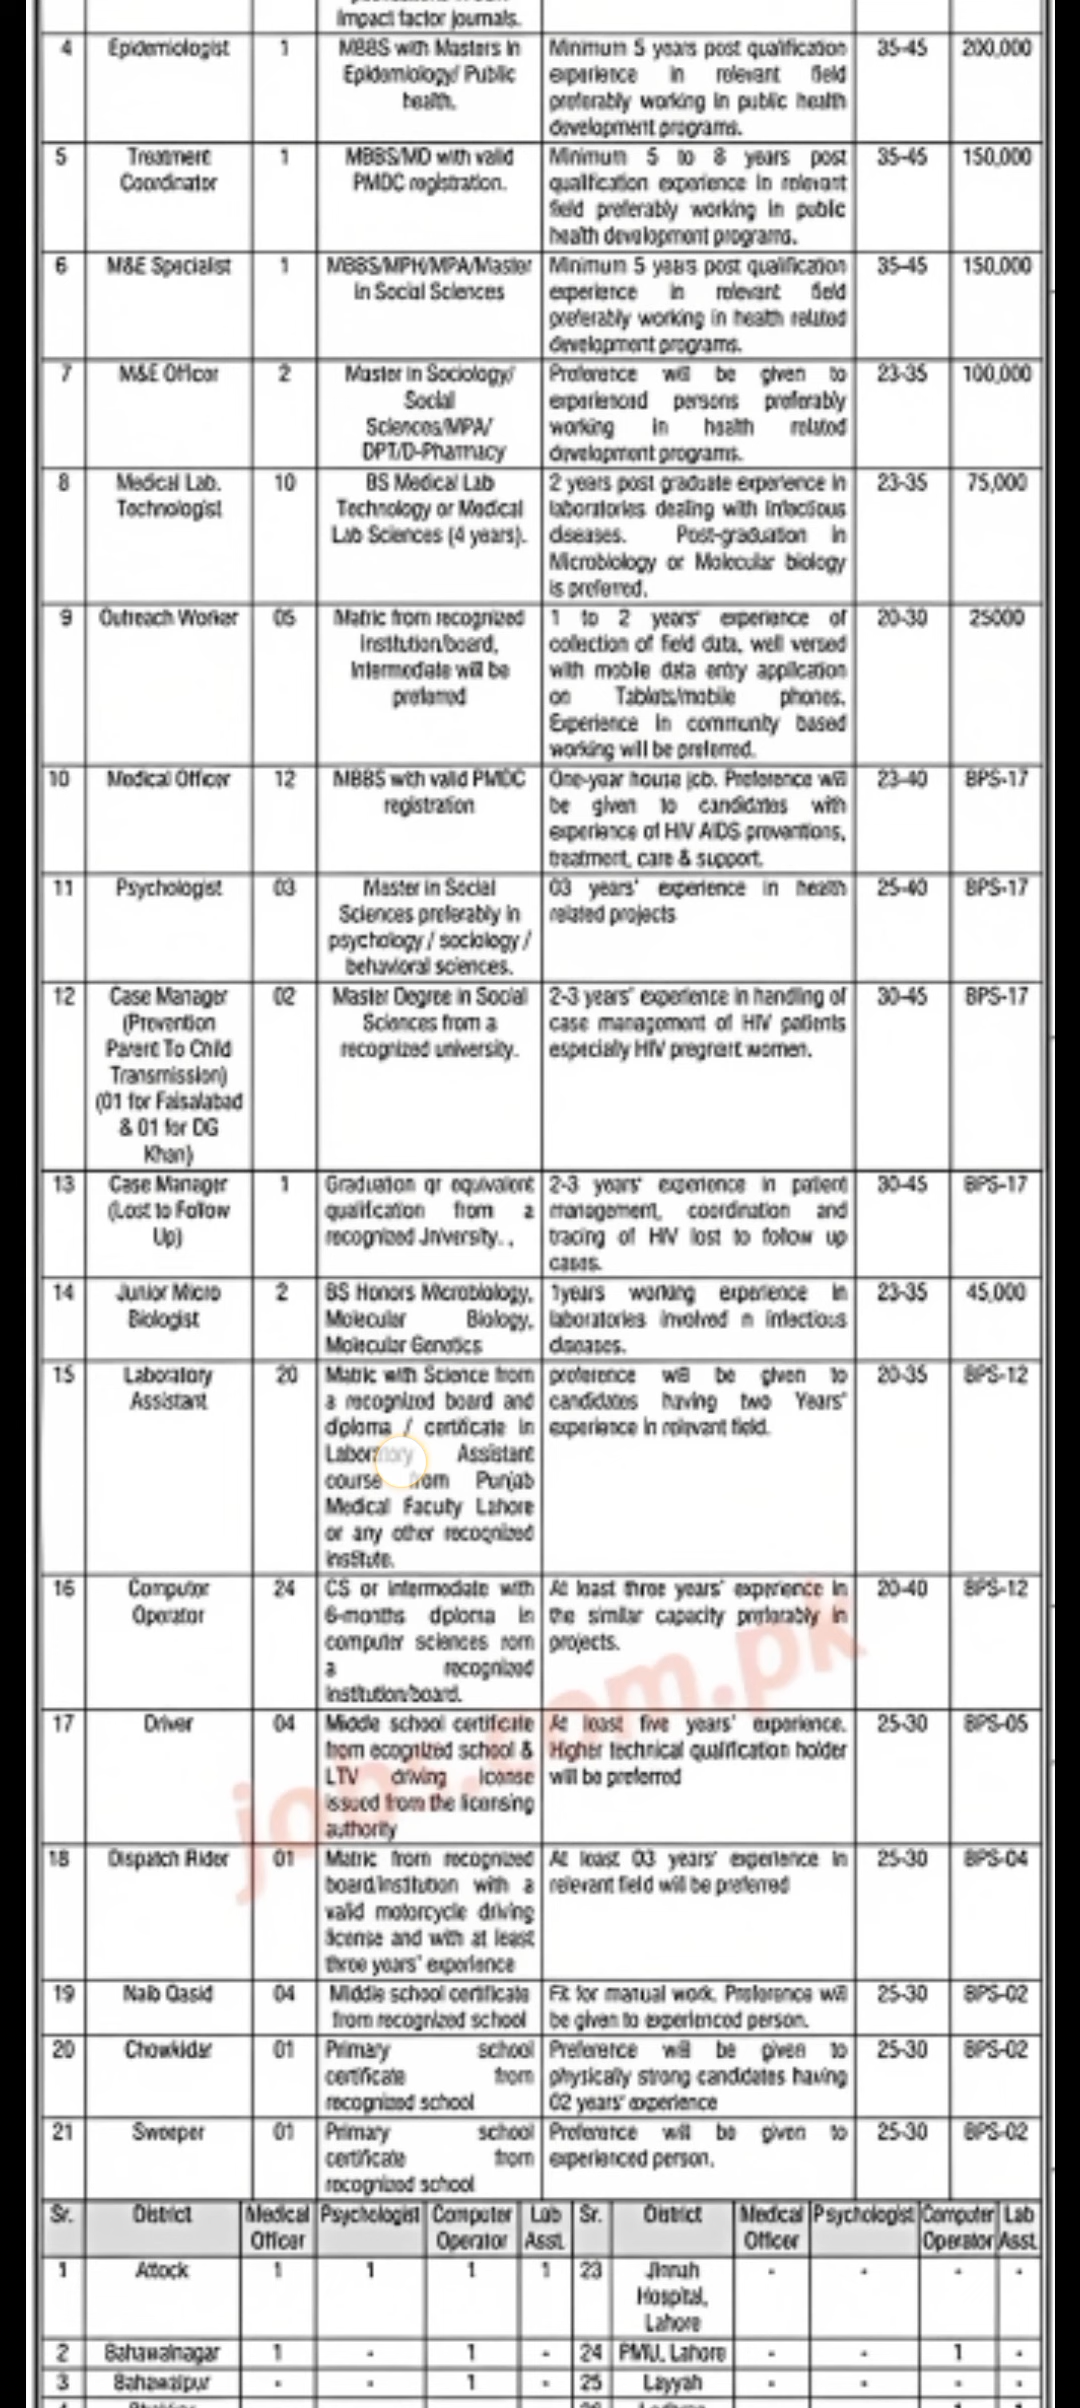 Impact factor journals.
4 Epidemiologist 1 MBBS with Masters in Minimum 5 years post qualification 35-45 200,000
Epidemiology/ Public experience in relevant field
health. preferably working in public health
development programs.
5 Treatment 1 MBBS/MD with valid Minimum 5 to 8 years post 35-45 150,000
Coordinator PMDC registration. qualification experience in relevant
field preferably working in public
health development programs.
6 M&E Specialist 1 MBBS/MPH/MPA/Master Minimum 5 years post qualification 35-45 150,000
in Social Sciences experience in relevant field
preferably working in health related
development programs.
7 M&E Officer 2 Master in Sociology/ Preference will be given to 23-35 100,000
Social experienced persons preferably
Sciences/MPA/ working in health related
DPT/D-Pharmacy development programs.
8 Medical Lab. 10 BS Medical Lab 2 years post graduate experience in 23-35 75,000
Technologist Technology or Medical laboratories dealing with infectious
Lab Sciences (4 years). diseases. Post-graduation in
Microbiology or Molecular biology
is preferred.
9 Outreach Worker 05 Matric from recognized 1 to 2 years' experience of 20-30 25000
Institution/board, collection of field data, well versed
Intermediate will be with mobile data entry application
preferred on Tablets/mobile phones.
Experience in community based
working will be preferred.
10 Medical Officer 12 MBBS with valid PMDC One-year house job. Preference will 23-40 BPS-17
registration be given to candidates with
experience of HIV AIDS preventions,
treatment, care & support.
11 Psychologist 03 Master in Social 03 years' experience in health 25-40 BPS-17
Sciences preferably in related projects
psychology / sociology /
behavioral sciences.
12 Case Manager 02 Master Degree in Social 2-3 years' experience in handling of 30-45 BPS-17
(Prevention Sciences from a case management of HIV patients
Parent To Child recognized university. especially HIV pregnant women.
Transmission)
(01 for Faisalabad
& 01 for DG
Khan)
13 Case Manager 1 Graduation or equivalent 2-3 years' experience in patient 30-45 BPS-17
(Lost to Follow qualification from a management, coordination and
Up) recognized University. , tracing of HIV lost to follow up
cases.
14 Junior Micro 2 BS Honors Microbiology, 1years working experience in 23-35 45,000
Biologist Molecular Biology, laboratories involved n infectious
Molecular Genetics diseases.
15 Laboratory 20 Matric with Science from preference will be given to 20-35 BPS-12
Assistant a recognized board and candidates having two Years'
diploma / certificate in experience in relevant field.
Laboratory Assistant
course from Punjab
Medical Faculty Lahore
or any other recognized
institute.
16 Computer 24 CS or intermediate with At least three years' experience in 20-40 BPS-12
Operator 6-months diploma in the similar capacity preferably in
computer sciences rom projects.
a recognized
institution/board.
17 Driver 04 Middle school certificate At least five years' experience. 25-30 BPS-05
from ecognized school & Higher technical qualification holder
LTV driving icense will be preferred
issued from the licensing
authority
18 Dispatch Rider 01 Matric from recognized At least 03 years' experience in 25-30 BPS-04
board/institution with a relevant field will be preferred
valid motorcycle driving
license and with at least
three years' experience
19 Naib Qasid 04 Middle school certificate Fit for manual work. Preference will 25-30 BPS-02
from recognized school be given to experienced person.
20 Chowkidar 01 Primary school Preference will be given to 25-30 BPS-02
certificate from physically strong candidates having
recognized school 02 years' experience
21 Sweeper 01 Primary school Preference will be given to 25-30 BPS-02
certificate from experienced person.
recognized school
Sr. District Medical Psychologist Computer Lab Sr. District Medical Psychologist Computer Lab
Officer Operator Asst. Officer Operator Asst.
1 Attock 1 1 1 1 23 Jinnah - - - -
Hospital,
Lahore
2 Bahawalnagar 1 - 1 - 24 PMU, Lahore - - 1 -
3 Bahawalpur - - 1 - 25 Layyah - - - -